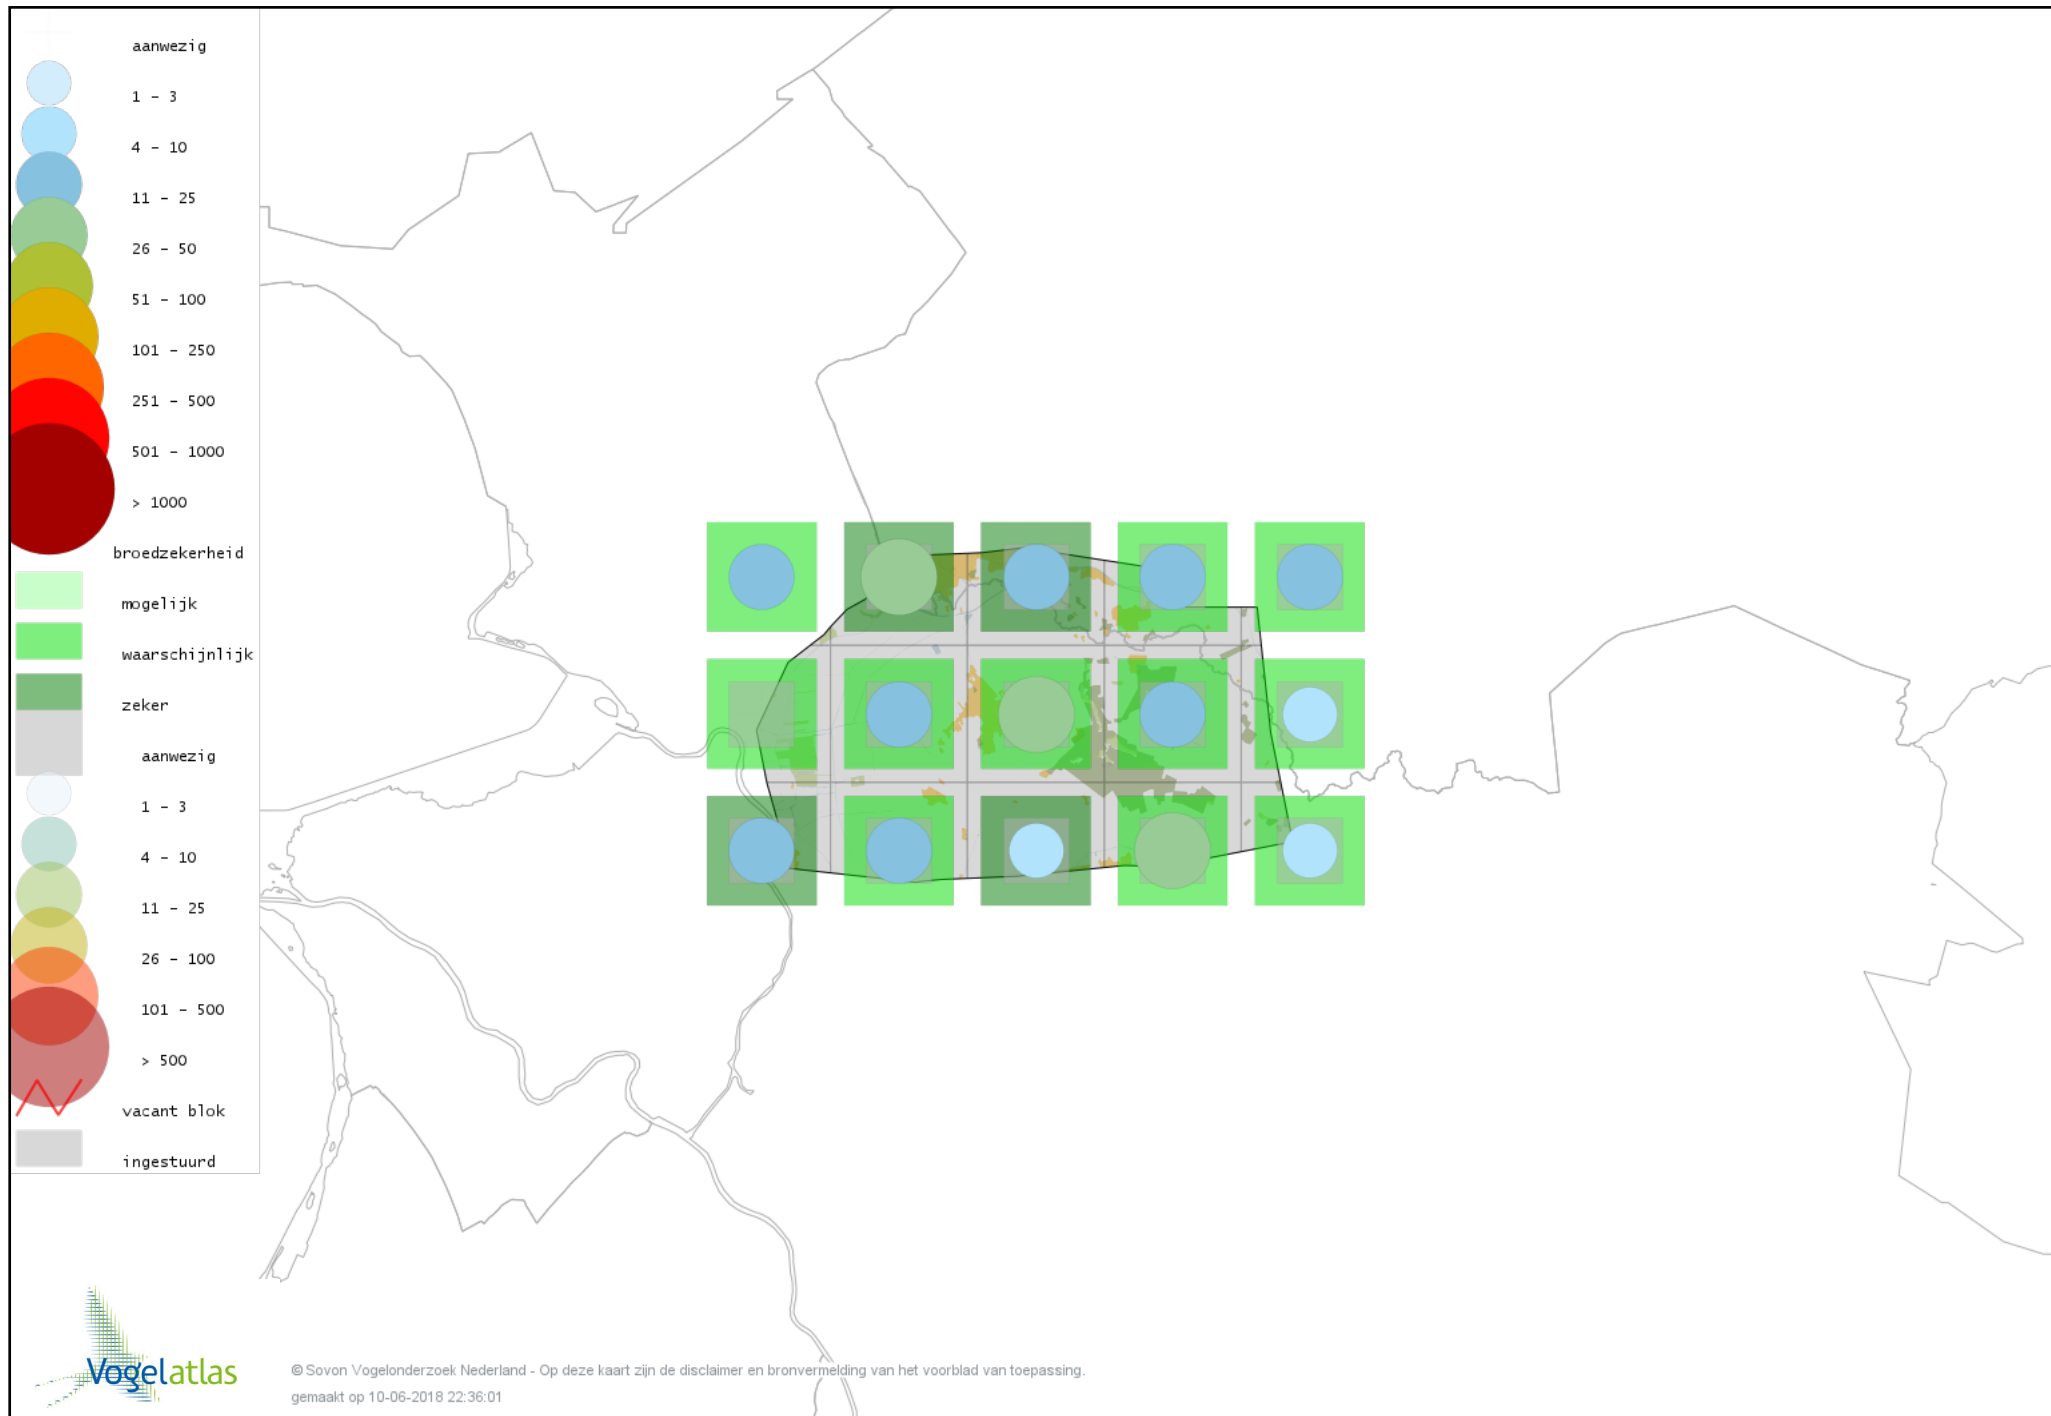 aanwezig
1 - 3
4 - 10
11 - 25
26 - 50
51 - 100
101 - 250
251 - 500
501 - 1000
> 1000
broedzekerheid
mogelijk
waarschijnlijk
zeker
aanwezig
1 - 3
4 - 10
11 - 25
26 - 100
101 - 500
> 500
vacant blok
ingestuurd
Vogelatlas
© Sovon Vogelonderzoek Nederland - Op deze kaart zijn de disclaimer en bronvermelding van het voorblad van toepassing.
gemaakt op 10-06-2018 22:36:01